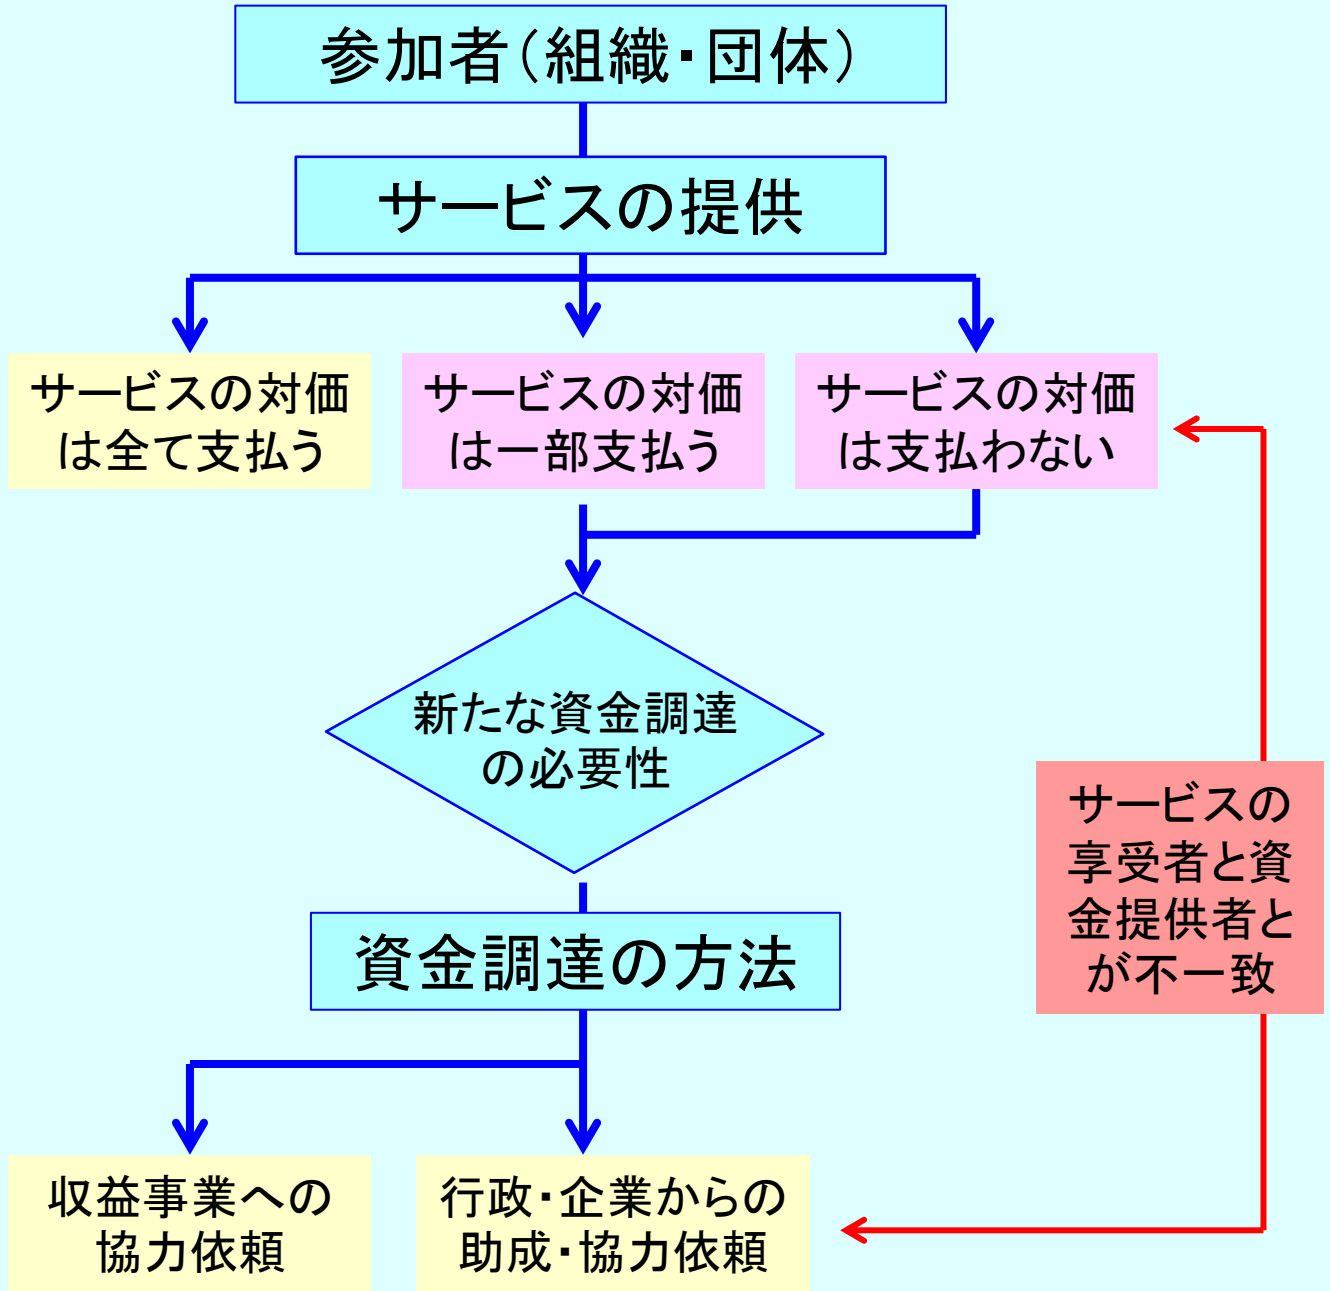 参加者（組織・団体）
サービスの提供
サービスの対価
は全て支払う
サービスの対価
は一部支払う
サービスの対価
は支払わない
新たな資金調達
の必要性
サービスの
享受者と資
金提供者と
が不一致
資金調達の方法
収益事業への
協力依頼
行政・企業からの
助成・協力依頼